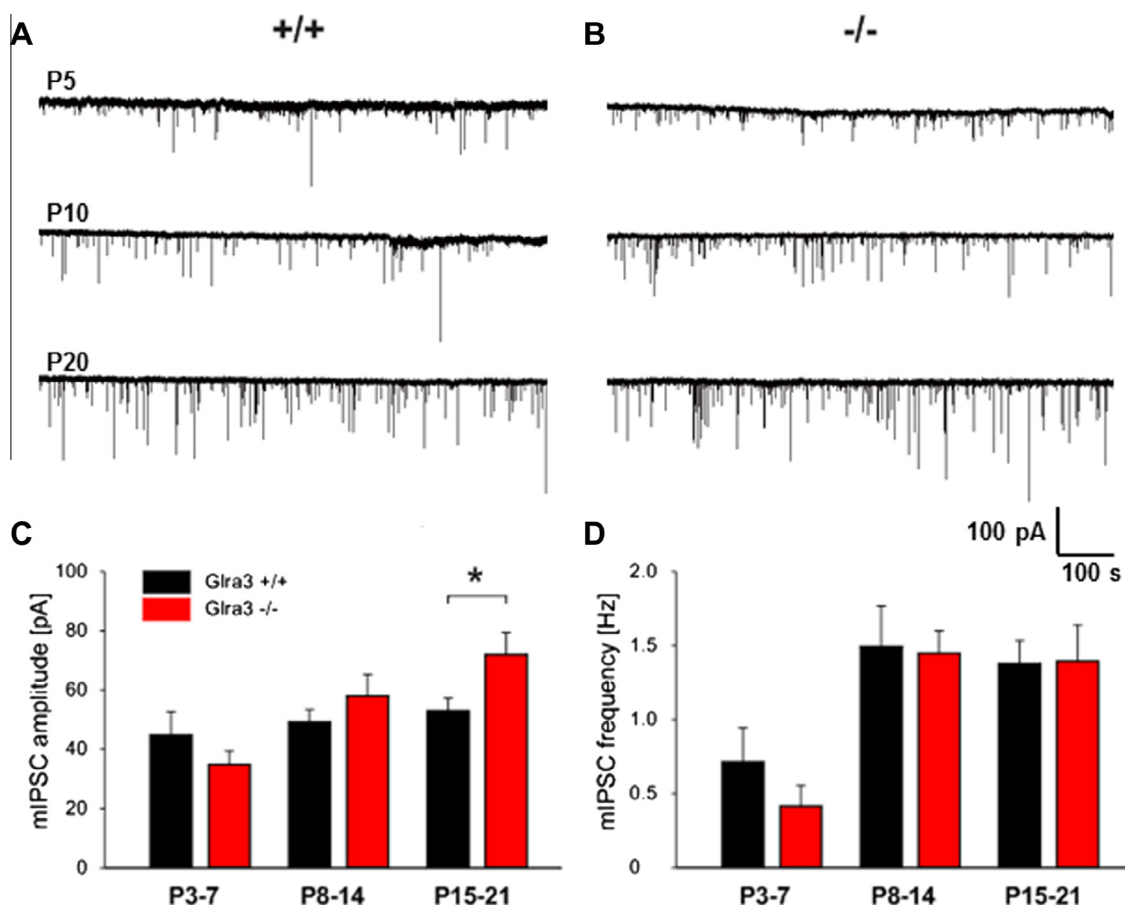 A
+/+
B
-/-
P5
P10
P20
100 pA
100 s
C
mIPSC amplitude [pA]
100
80
60
40
20
0
Glra3 +/+
Glra3 -/-
*
P3-7
P8-14
P15-21
D
mIPSC frequency [Hz]
2.0
1.5
1.0
0.5
0
P3-7
P8-14
P15-21